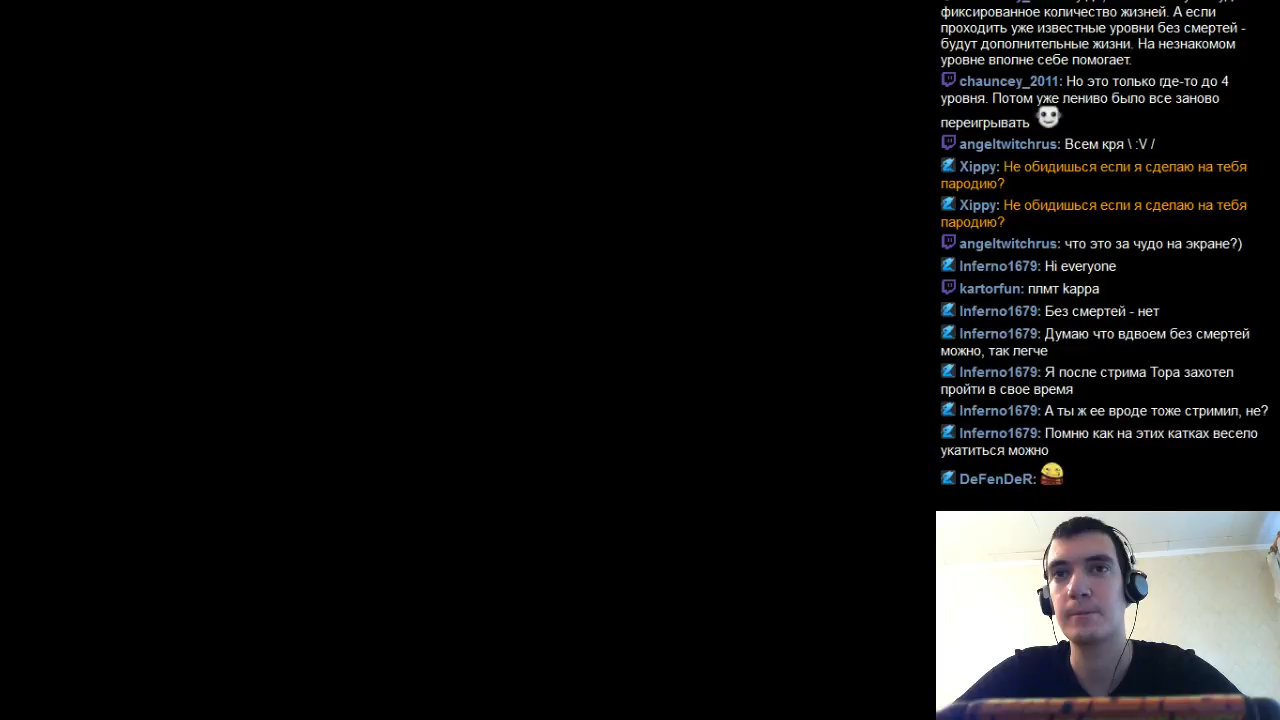 фиксированное количество жизней. А если
проходить уже известные уровни без смертей -
будут дополнительные жизни. На незнакомом
уровне вполне себе помогает.
chauncey_2011: Но это только где-то до 4
уровня. Потом уже лениво было все заново
переигрывать
angeltwitchrus: Всем кря \ :V /
Xippy: Не обидишься если я сделаю на тебя
пародию?
Xippy: Не обидишься если я сделаю на тебя
пародию?
angeltwitchrus: что это за чудо на экране?)
Inferno1679: Hi everyone
kartorfun: ппмт kappa
Inferno1679: Без смертей - нет
Inferno1679: Думаю что вдвоем без смертей
можно, так легче
Inferno1679: Я после стрима Тора захотел
пройти в свое время
Inferno1679: А ты ж ее вроде тоже стримил, не?
Inferno1679: Помню как на этих катках весело
укатиться можно
DeFenDeR: